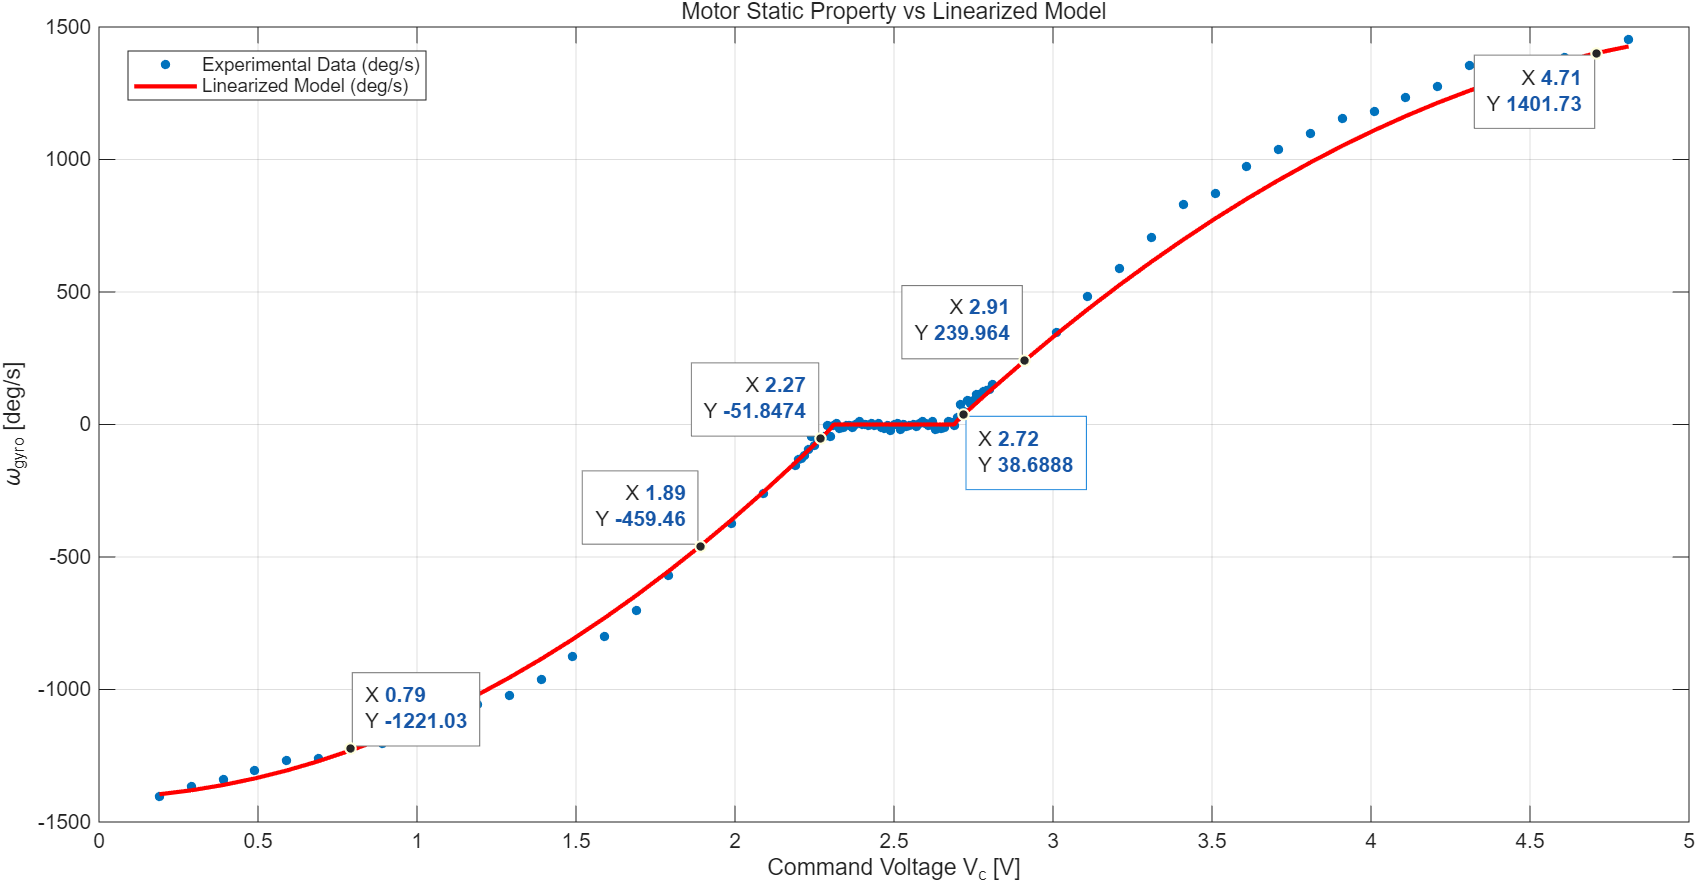 Motor Static Property vs Linearized Model
1500
1000
500
0
-500
-1000
-1500
ωgyro [deg/s]
Experimental Data (deg/s)
Linearized Model (deg/s)
X 4.71
Y 1401.73
X 2.91
Y 239.964
X 2.27
Y -51.8474
X 2.72
Y 38.6888
X 1.89
Y -459.46
X 0.79
Y -1221.03
0 0.5 1 1.5 2 2.5 3 3.5 4 4.5 5
Command Voltage Vc [V]